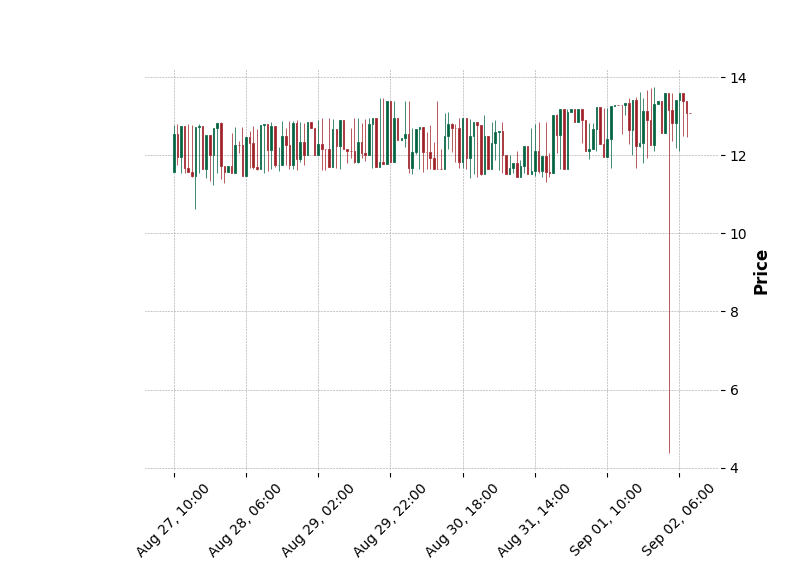 14
12
10
8
6
4
Price
Aug 27, 10:00
Aug 28, 06:00
Aug 29, 02:00
Aug 29, 22:00
Aug 30, 18:00
Aug 31, 14:00
Sep 01, 10:00
Sep 02, 06:00